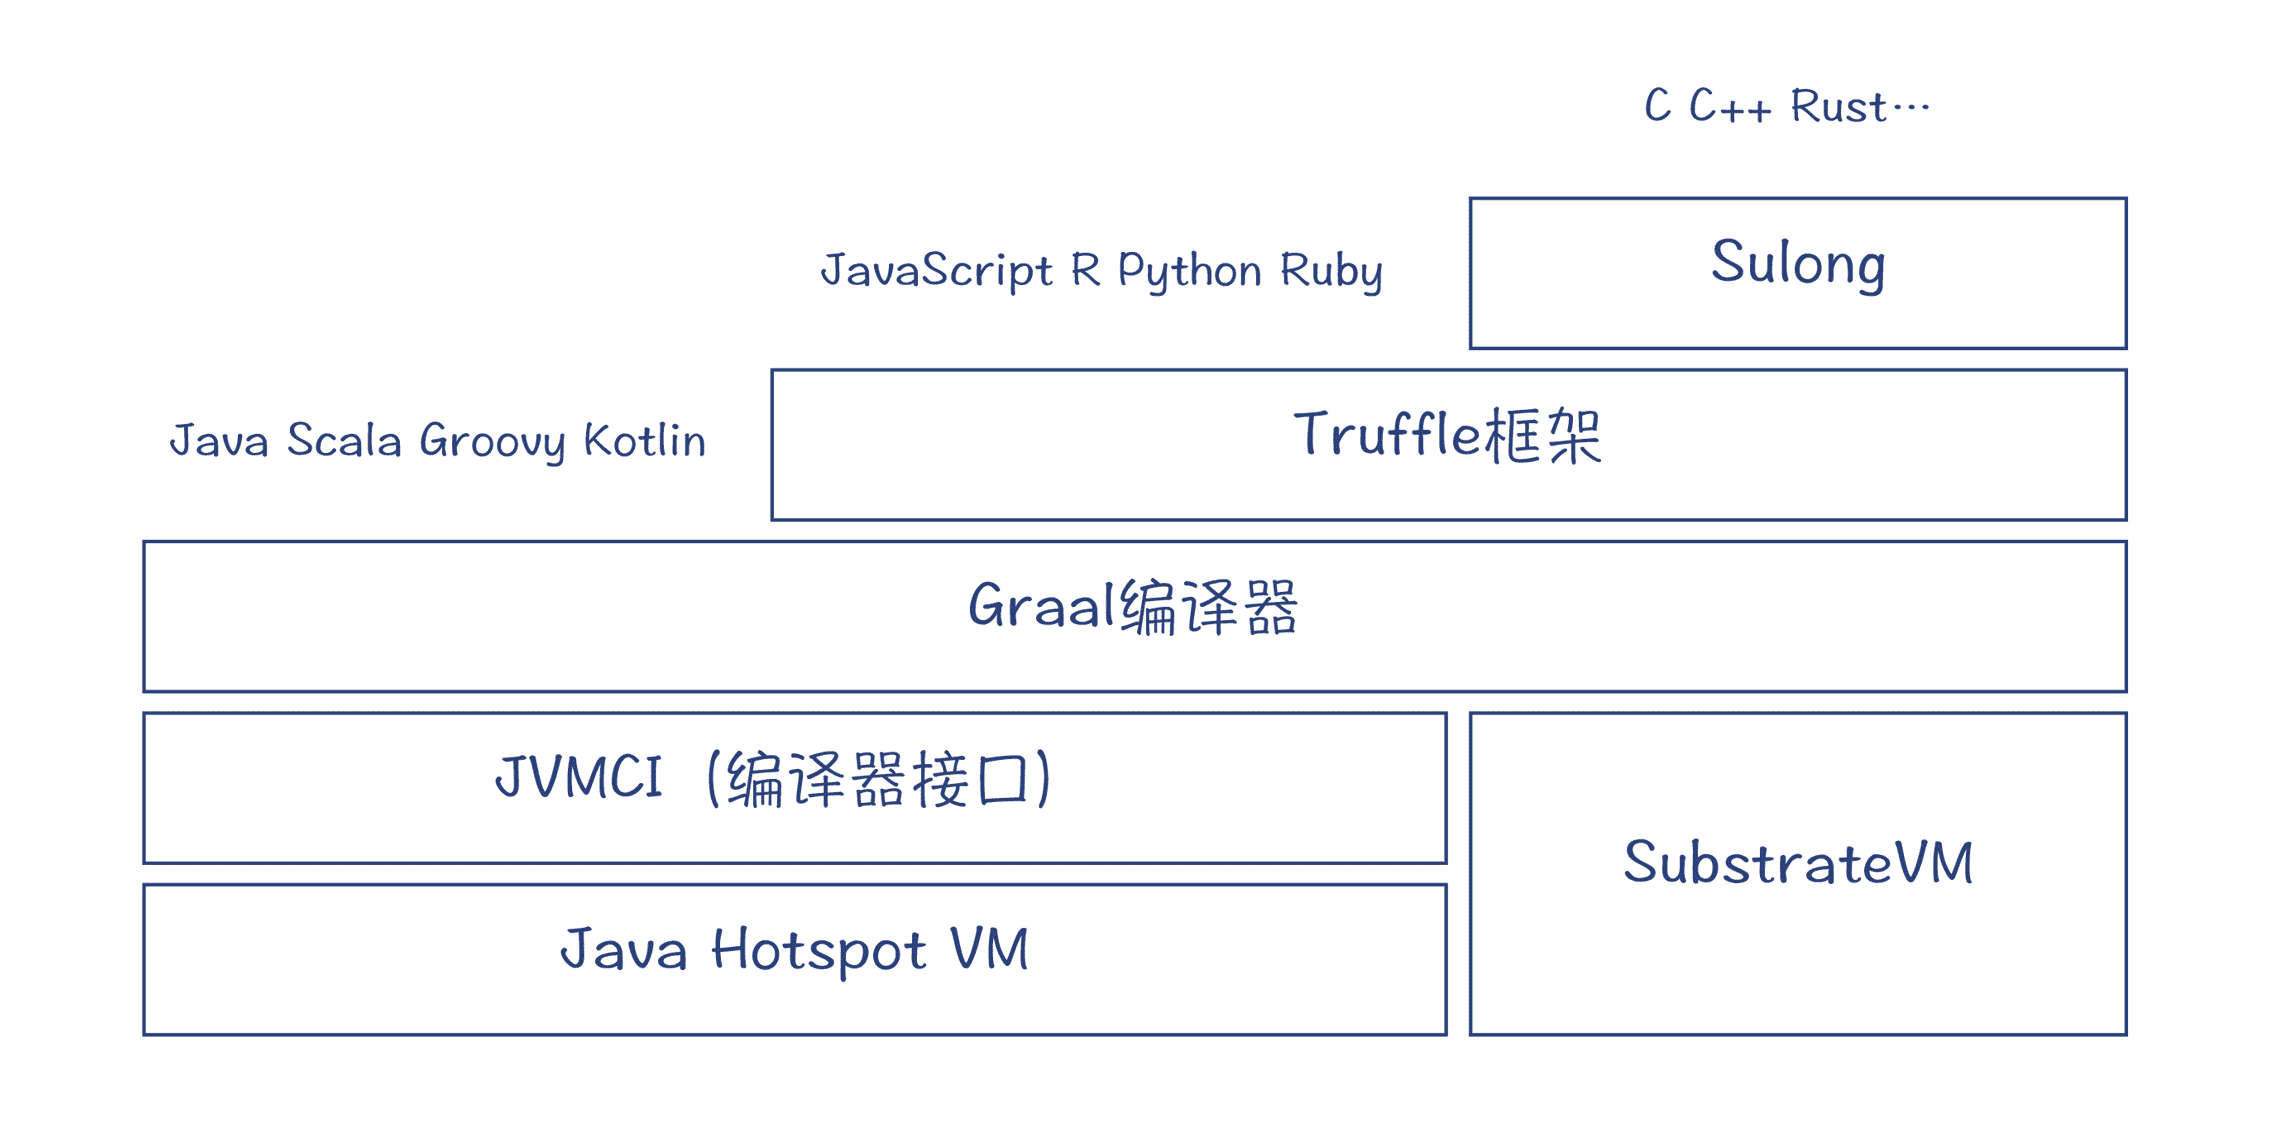 C C++ Rust…
Sulong
JavaScript R Python Ruby
Truffle框架
Java Scala Groovy Kotlin
Graal编译器
JVMCI (编译器接口)
SubstrateVM
Java Hotspot VM